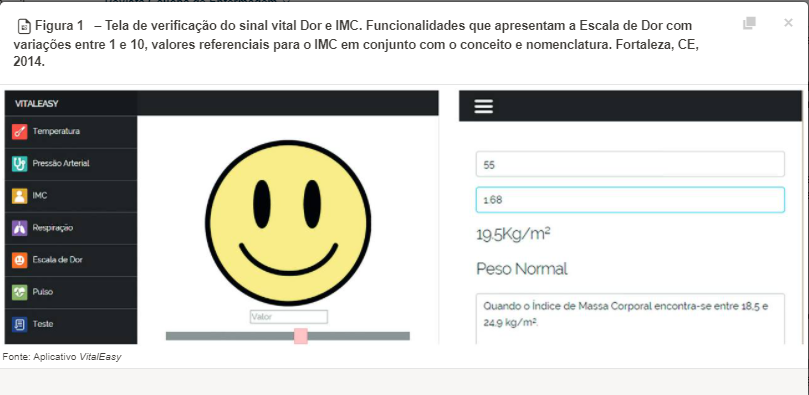 Figura 1 – Tela de verificação do sinal vital Dor e IMC. Funcionalidades que apresentam a Escala de Dor com
variações entre 1 e 10, valores referenciais para o IMC em conjunto com o conceito e nomenclatura. Fortaleza, CE,
2014.
VITALEASY
Temperatura
Pressão Arterial
IMC
Respiração
Escala de Dor
Pulso
Teste
Valor
55
1.68
19.5Kg/m²
Peso Normal
Quando o Índice de Massa Corporal encontra-se entre 18,5 e
24,9 kg/m².
Fonte: Aplicativo VitalEasy